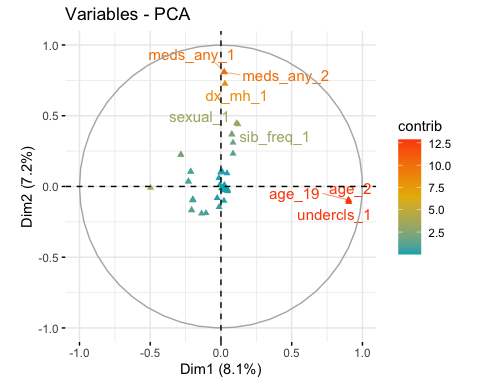 Variables - PCA
meds_any_1
meds_any_2
dx_mh_1
sexual_1
sib_freq_1
age_19
age_2
undercls_1
1.0
0.5
0.0
-0.5
-1.0
Dim2 (7.2%)
-1.0
-0.5
0.0
0.5
1.0
Dim1 (8.1%)
contrib
12.5
10.0
7.5
5.0
2.5